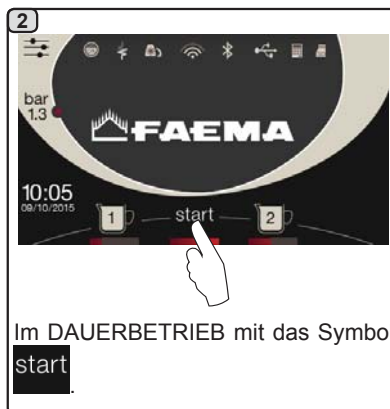 2
bar
1.3
FAEMA
10:05
09/10/2015
1 start 2
Im DAUERBETRIEB mit das Symbo
start.